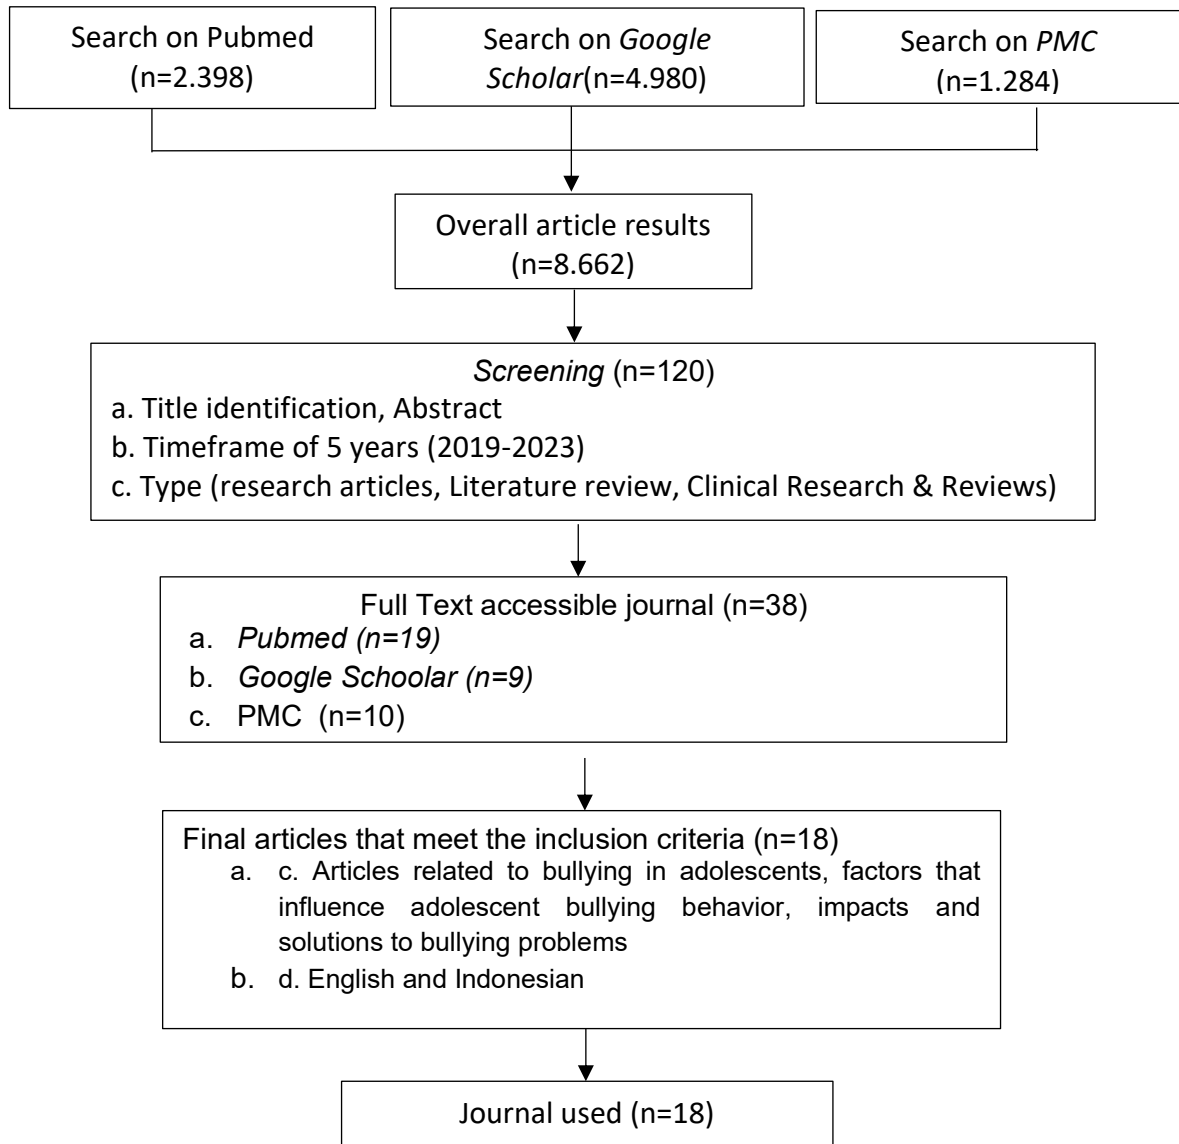 Search on Pubmed
(n=2.398)
Search on Google
Scholar(n=4.980)
Search on PMC
(n=1.284)
Overall article results
(n=8.662)
Screening (n=120)
a. Title identification, Abstract
b. Timeframe of 5 years (2019-2023)
c. Type (research articles, Literature review, Clinical Research & Reviews)
Full Text accessible journal (n=38)
a. Pubmed (n=19)
b. Google Schoolar (n=9)
c. PMC (n=10)
Final articles that meet the inclusion criteria (n=18)
a. c. Articles related to bullying in adolescents, factors that
influence adolescent bullying behavior, impacts and
solutions to bullying problems
b. d. English and Indonesian
Journal used (n=18)